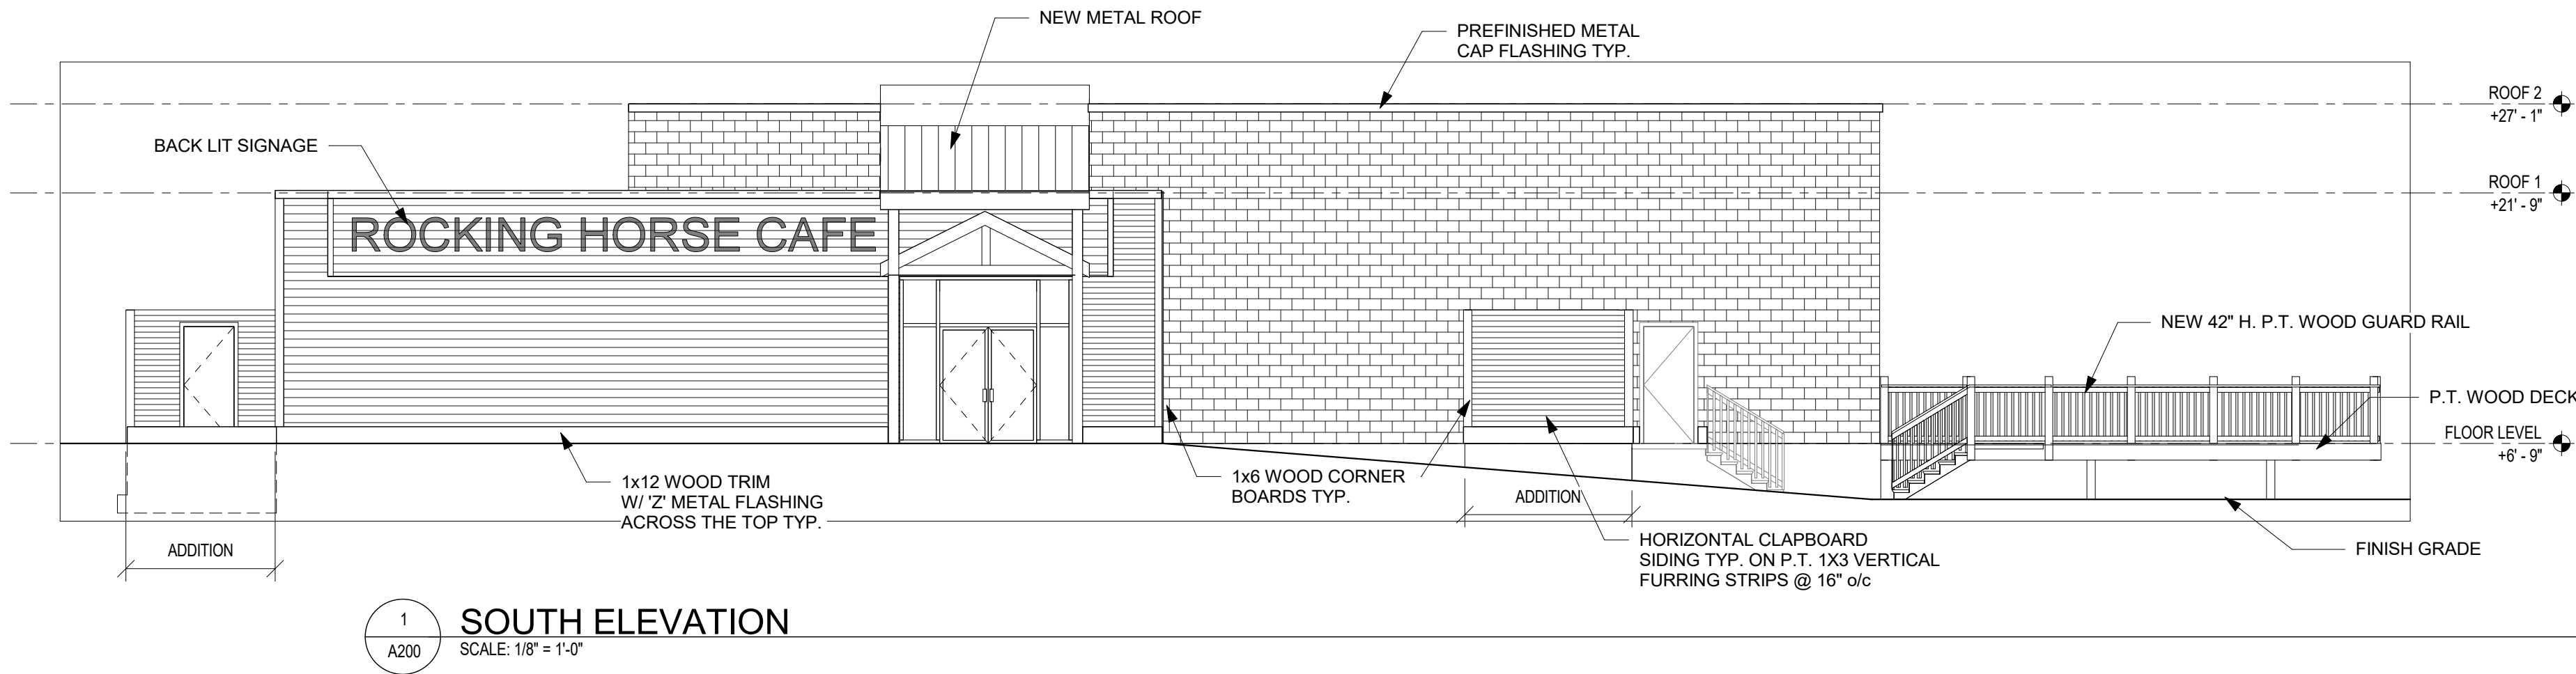 NEW METAL ROOF
PREFINISHED METAL
CAP FLASHING TYP.
ROOF 2
+27' - 1"
BACK LIT SIGNAGE
ROOF 1
+21' - 9"
ROCKING HORSE CAFE
NEW 42" H. P.T. WOOD GUARD RAIL
P.T. WOOD DECK
FLOOR LEVEL
+6' - 9"
1x12 WOOD TRIM
W/ 'Z' METAL FLASHING
ACROSS THE TOP TYP.
1x6 WOOD CORNER
BOARDS TYP.
ADDITION
ADDITION
HORIZONTAL CLAPBOARD
SIDING TYP. ON P.T. 1X3 VERTICAL
FURRING STRIPS @ 16" o/c
FINISH GRADE
1
A200
SOUTH ELEVATION
SCALE: 1/8" = 1'-0"